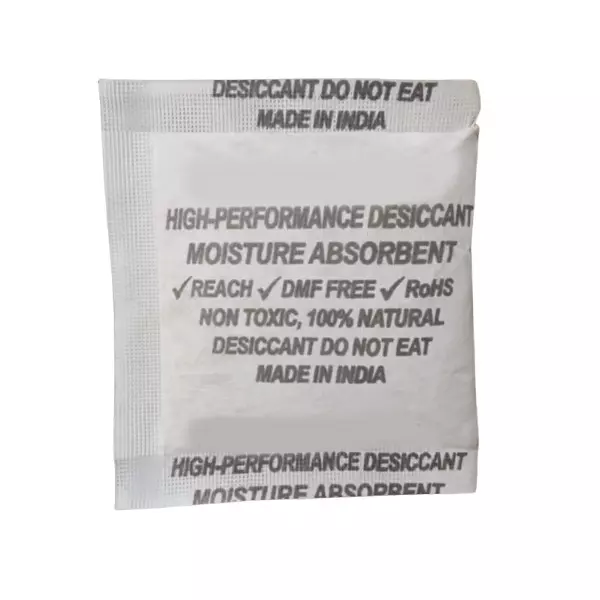 DESICCANT DO NOT EAT
MADE IN INDIA
HIGH-PERFORMANCE DESICCANT
MOISTURE ABSORBENT
✓REACH ✓DMF FREE ✓RoHS
NON TOXIC, 100% NATURAL
DESICCANT DO NOT EAT
MADE IN INDIA
HIGH-PERFORMANCE DESICCANT
MOISTURE ABSORBENT